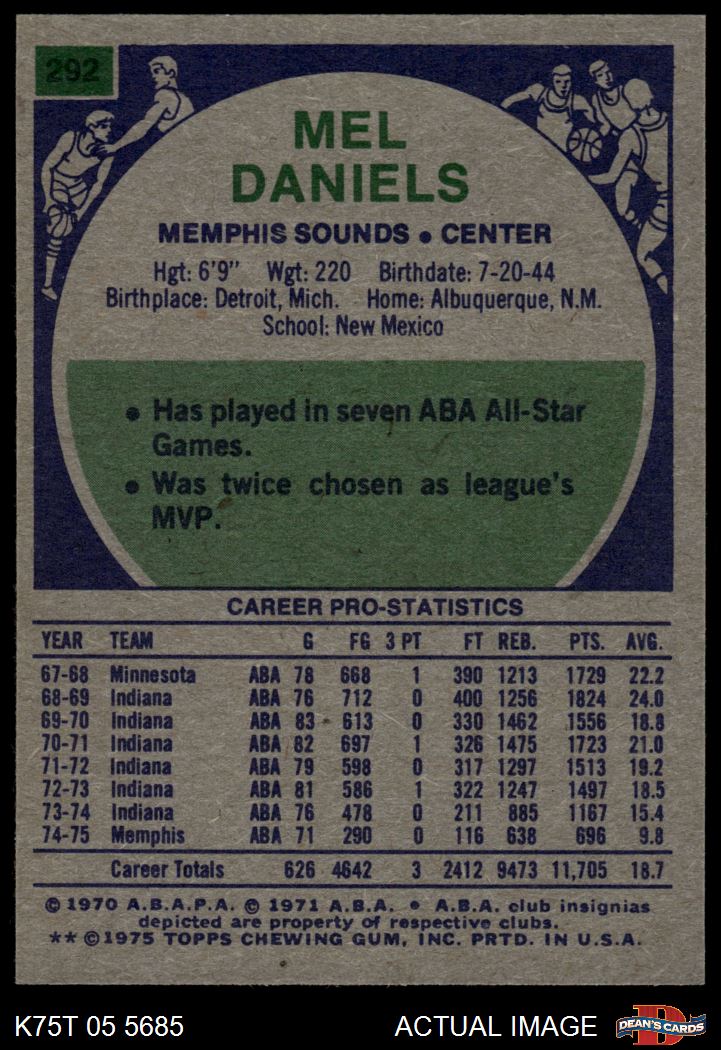 292
MEL
DANIELS
MEMPHIS SOUNDS • CENTER
Hgt: 6'9" Wgt: 220 Birthdate: 7-20-44
Birthplace: Detroit, Mich. Home: Albuquerque, N.M.
School: New Mexico
• Has played in seven ABA All-Star
Games.
• Was twice chosen as league's
MVP.
CAREER PRO-STATISTICS
YEAR TEAM G FG 3 PT FT REB. PTS. AVG.
67-68 Minnesota ABA 78 668 1 390 1213 1729 22.2
68-69 Indiana ABA 76 712 0 400 1256 1824 24.0
69-70 Indiana ABA 83 613 0 330 1462 1556 18.8
70-71 Indiana ABA 82 697 1 326 1475 1723 21.0
71-72 Indiana ABA 79 598 0 317 1297 1513 19.2
72-73 Indiana ABA 81 586 1 322 1247 1497 18.5
73-74 Indiana ABA 76 478 0 211 885 1167 15.4
74-75 Memphis ABA 71 290 0 116 638 696 9.8
Career Totals 626 4642 3 2412 9473 11,705 18.7
© 1970 A.B.A.P.A. © 1971 A.B.A. • A.B.A. club insignias
depicted are property of respective clubs.
** ©1975 TOPPS CHEWING GUM, INC. PRTD. IN U.S.A.
K75T 05 5685 ACTUAL IMAGE
D
DEAN'S CARDS